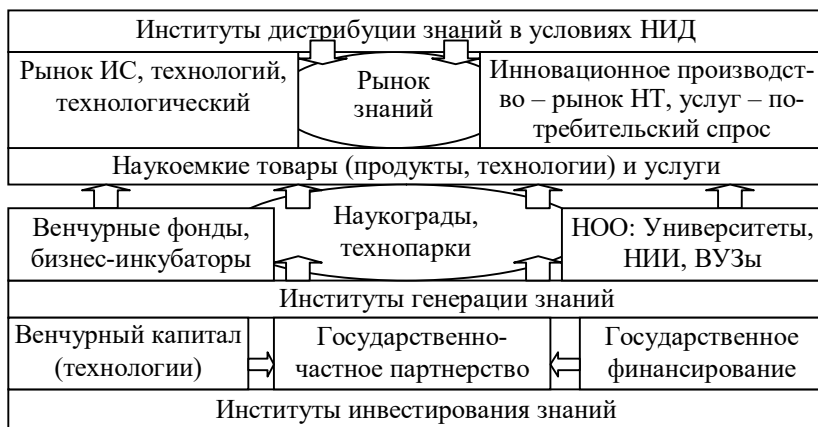 Институты дистрибуции знаний в условиях НИД
Рынок ИС, технологий,
технологический
Рынок
знаний
Инновационное производст-
во – рынок НТ, услуг – по-
требительский спрос
Наукоемкие товары (продукты, технологии) и услуги
Венчурные фонды,
бизнес-инкубаторы
Наукограды,
технопарки
НОО: Университеты,
НИИ, ВУЗы
Институты генерации знаний
Венчурный капитал
(технологии)
Государственно-
частное партнерство
Государственное
финансирование
Институты инвестирования знаний